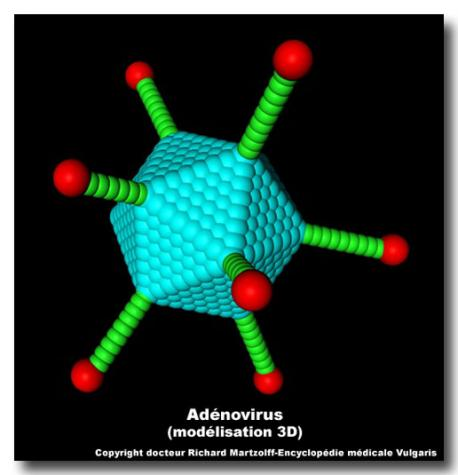 Adénovirus
(modélisation 3D)
Copyright docteur Richard Martzolff-Encyclopédie médicale Vulgaris